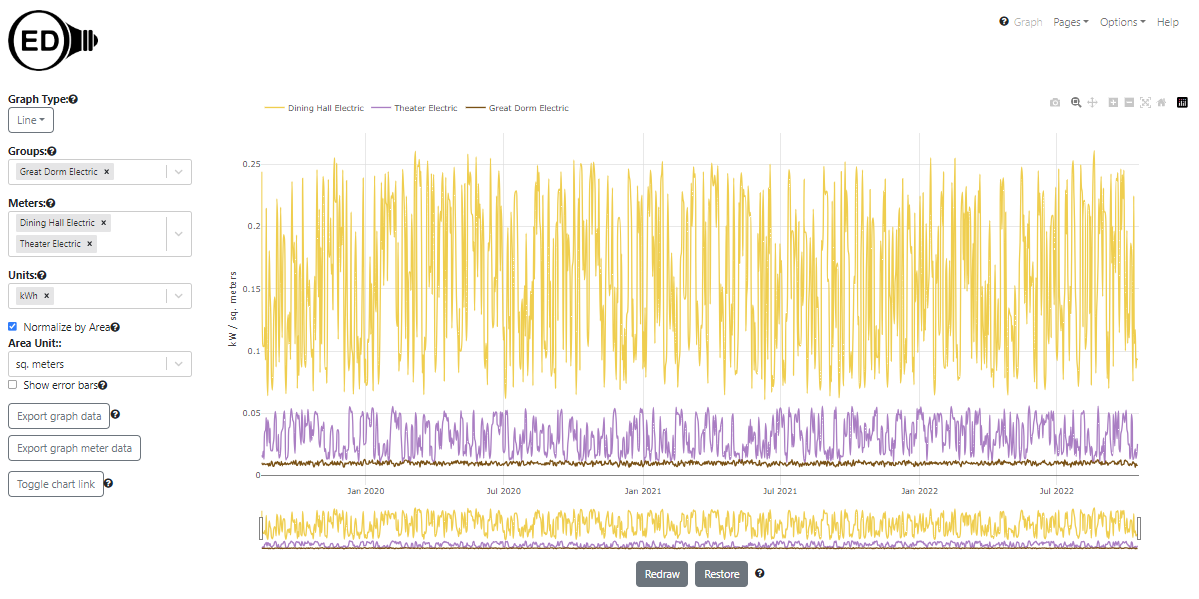 ED
Graph Pages Options Help
Graph Type:
Line
Groups:
Great Dorm Electric ×
Meters:
Dining Hall Electric ×
Theater Electric ×
Units:
kWh ×
Normalize by Area
Area Unit::
sq. meters
Show error bars
Export graph data
Export graph meter data
Toggle chart link
Dining Hall Electric Theater Electric Great Dorm Electric
kW / sq. meters
0.25
0.2
0.15
0.1
0.05
0
Jan 2020 Jul 2020 Jan 2021 Jul 2021 Jan 2022 Jul 2022
Redraw Restore